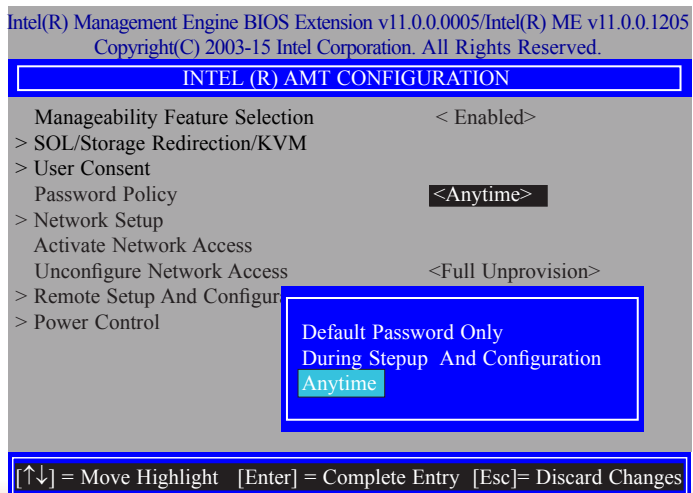 Intel(R) Management Engine BIOS Extension v11.0.0.0005/Intel(R) ME v11.0.0.1205
Copyright(C) 2003-15 Intel Corporation. All Rights Reserved.
INTEL (R) AMT CONFIGURATION
Manageability Feature Selection < Enabled>
> SOL/Storage Redirection/KVM
> User Consent
Password Policy <Anytime>
> Network Setup
Activate Network Access
Unconfigure Network Access <Full Unprovision>
> Remote Setup And Configur
> Power Control
Default Password Only
During Stepup And Configuration
Anytime
[↑↓] = Move Highlight [Enter] = Complete Entry [Esc]= Discard Changes